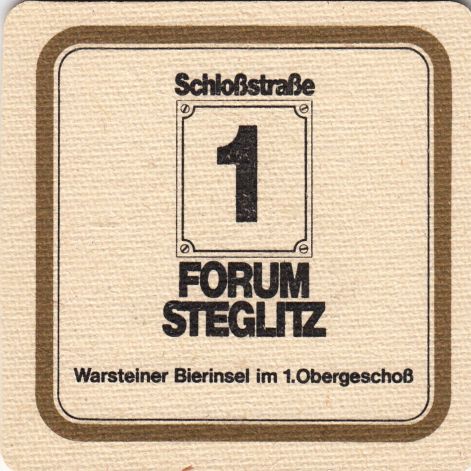 Schloßstraße
1
FORUM
STEGLITZ
Warsteiner Bierinsel im 1.Obergeschoß